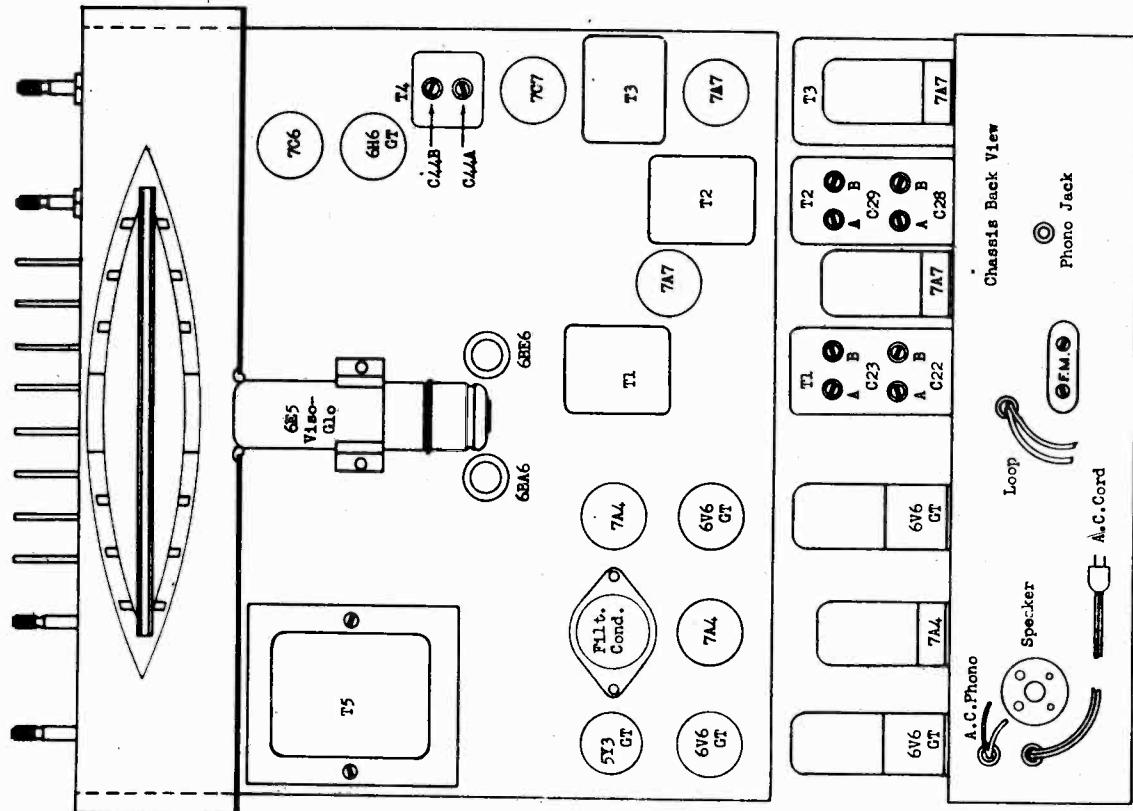 7C6
6E5
Viso-
Glo
T5
6H6
GT
T4
C44B
C44A
6BA6
6BE6
7C7
5Y3
GT
Filt.
Cond.
7A4
T1
T3
6V6
GT
7A4
6V6
GT
7A7
T2
7A7
T1
A B
C23
A B
C22
T2
A B
C29
A B
C28
T3
6V6
GT
7A4
6V6
GT
7A7
7A7
A.C.Phono
Speaker
A.C.Cord
Loop
F.M.
Chassis Back View
Phono Jack